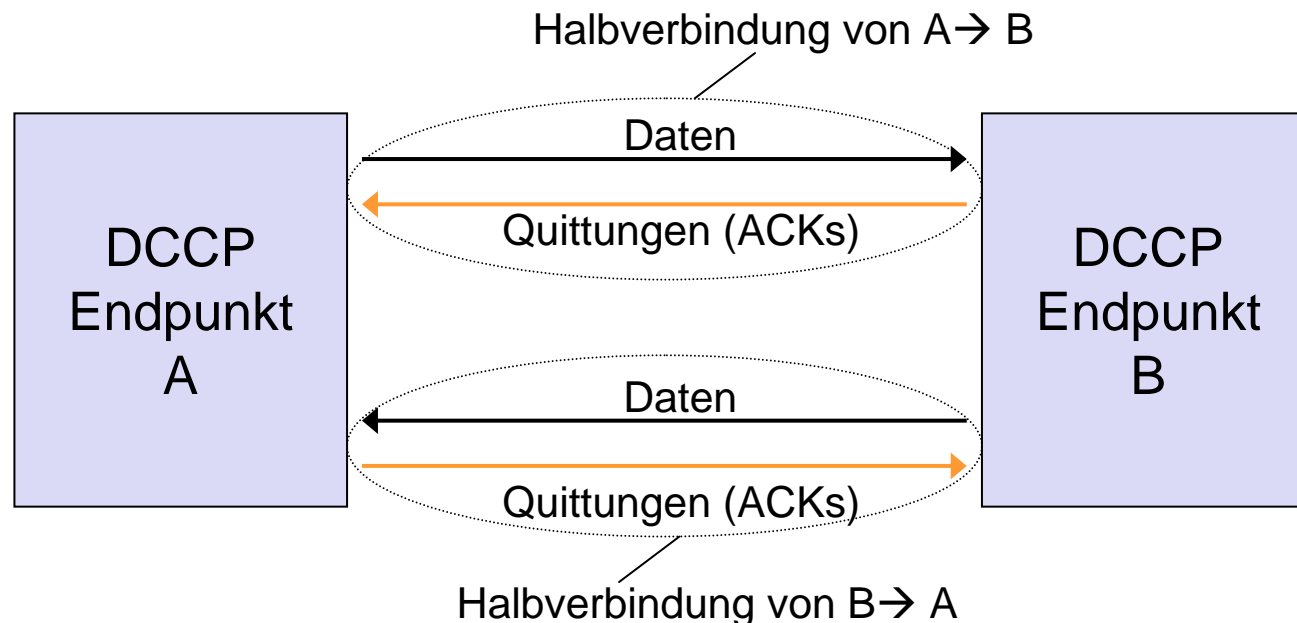 Halbverbindung von A→ B
Daten
Quittungen (ACKs)
DCCP
Endpunkt
A
DCCP
Endpunkt
B
Daten
Quittungen (ACKs)
Halbverbindung von B→ A